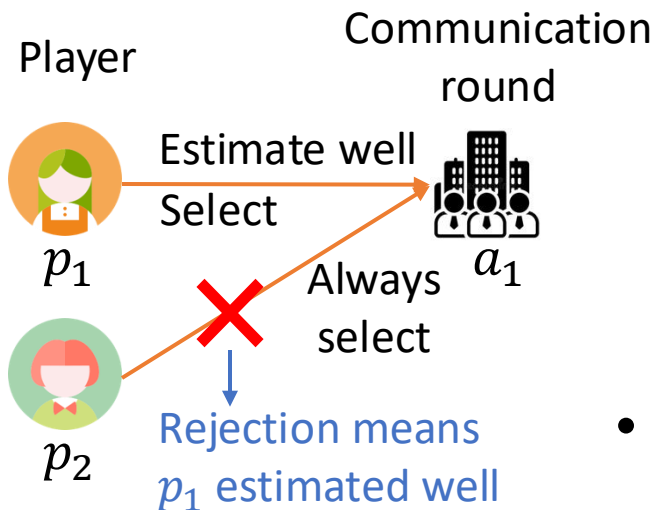 Player
Communication
round
Estimate well
Select
p₁
a₁
Always
select
p₂
Rejection means
p₁ estimated well
•